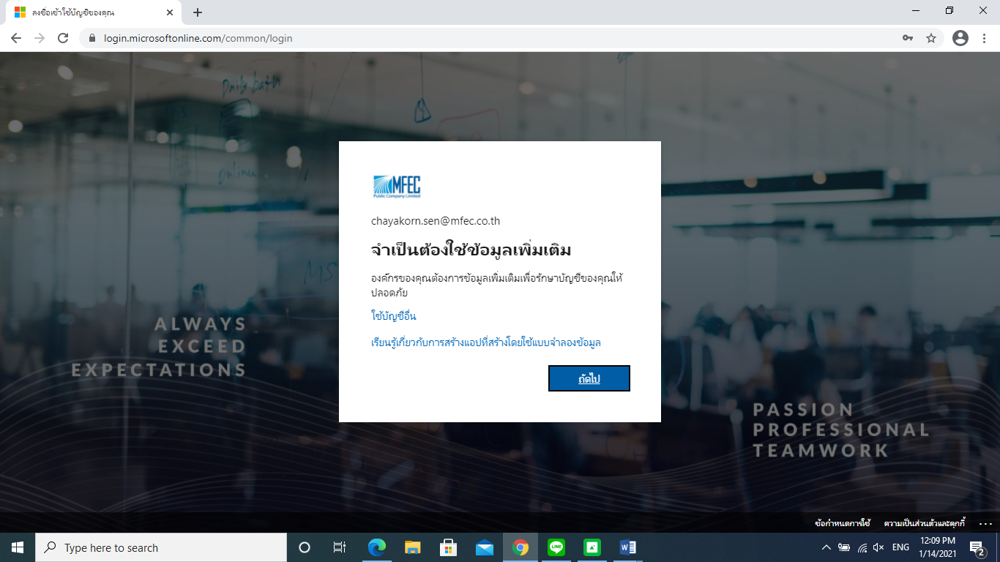 ลงชื่อเข้าใช้บัญชีของคุณ
login.microsoftonline.com/common/login
Daily bath
MFEC
Public Company Limited
chayakorn.sen@mfec.co.th
จำเป็นต้องใช้ข้อมูลเพิ่มเติม
องค์กรของคุณต้องการข้อมูลเพิ่มเติมเพื่อรักษาบัญชีของคุณให้
ปลอดภัย
ใช้บัญชีอื่น
เรียนรู้เกี่ยวกับการสร้างแอปที่สร้างโดยใช้แบบจำลองข้อมูล
ถัดไป
ALWAYS
EXCEED
EXPECTATIONS
PASSION
PROFESSIONAL
TEAMWORK
ข้อกำหนดการใช้ ความเป็นส่วนตัวและคุกกี้
Type here to search
LINE
ENG
12:09 PM
1/14/2021
2